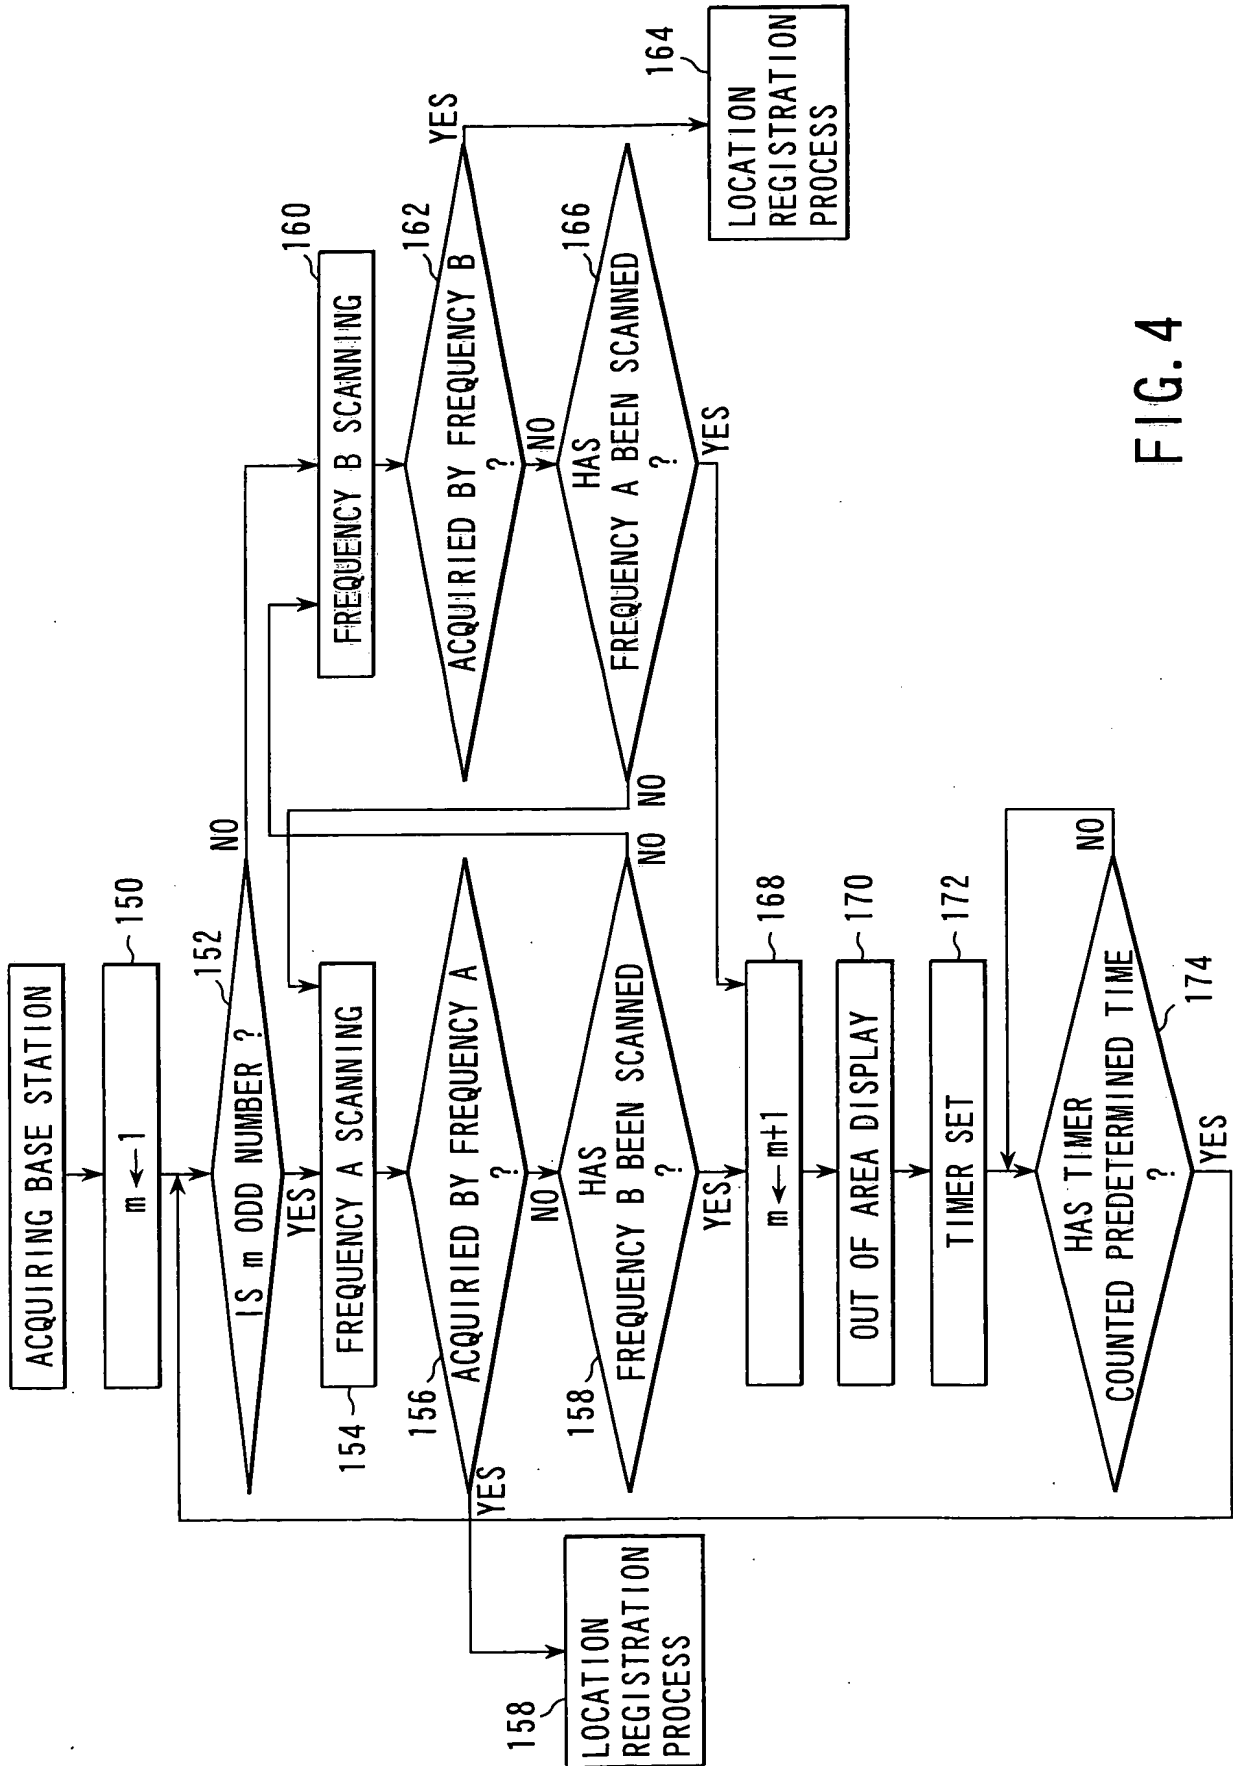 ACQUIRING BASE STATION
m ← 1
150
IS m ODD NUMBER ?
152
NO
YES
FREQUENCY A SCANNING
154
FREQUENCY B SCANNING
160
ACQUIRIED BY FREQUENCY A
?
156
YES
NO
ACQUIRIED BY FREQUENCY B
?
162
YES
NO
LOCATION
REGISTRATION
PROCESS
158
HAS
FREQUENCY B BEEN SCANNED
?
158
NO
YES
HAS
FREQUENCY A BEEN SCANNED
?
166
NO
YES
LOCATION
REGISTRATION
PROCESS
164
m ← m+1
168
OUT OF AREA DISPLAY
170
TIMER SET
172
HAS TIMER
COUNTED PREDETERMINED TIME
?
174
NO
YES
FIG. 4